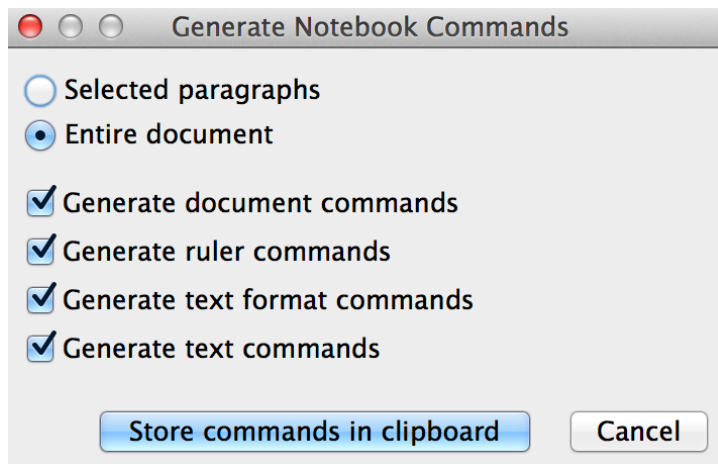 Generate Notebook Commands
Selected paragraphs
Entire document
Generate document commands
Generate ruler commands
Generate text format commands
Generate text commands
Store commands in clipboard Cancel